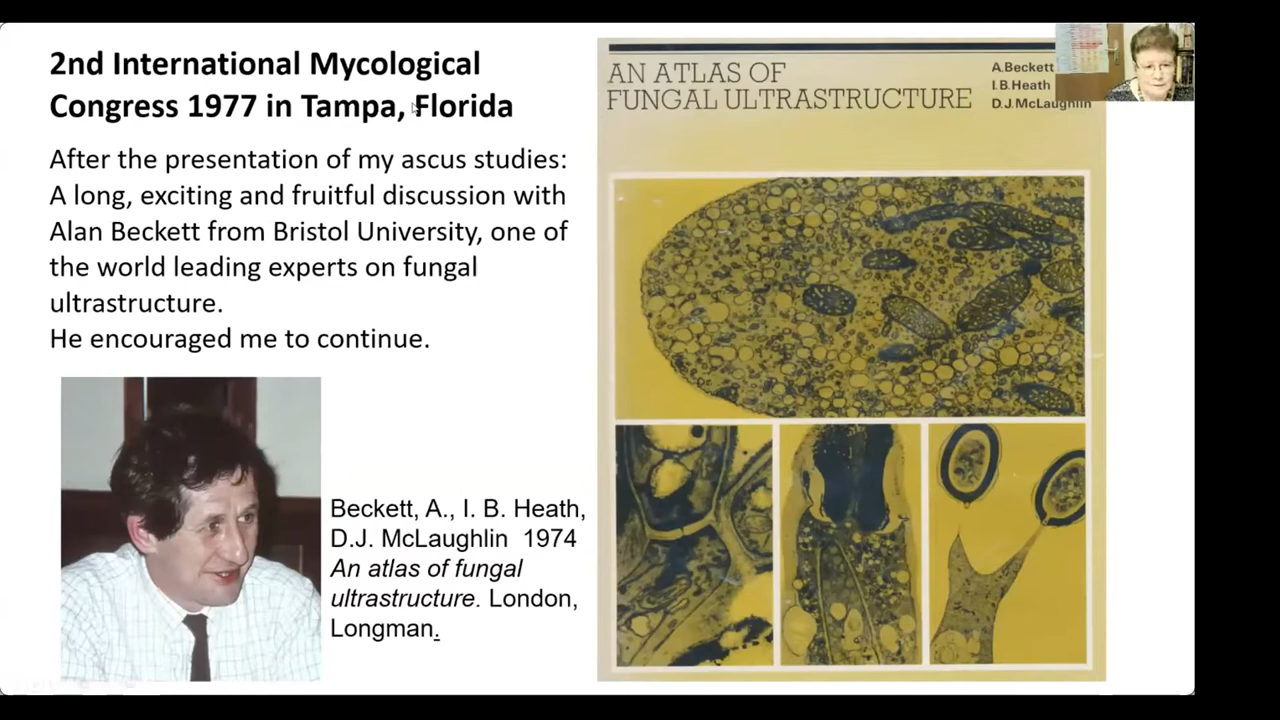 2nd International Mycological
Congress 1977 in Tampa, Florida
After the presentation of my ascus studies:
A long, exciting and fruitful discussion with
Alan Beckett from Bristol University, one of
the world leading experts on fungal
ultrastructure.
He encouraged me to continue.
Beckett, A., I. B. Heath,
D.J. McLaughlin 1974
An atlas of fungal
ultrastructure. London,
Longman.
AN ATLAS OF
FUNGAL ULTRASTRUCTURE
A.Beckett
I.B.Heath
D.J.McLaughlin